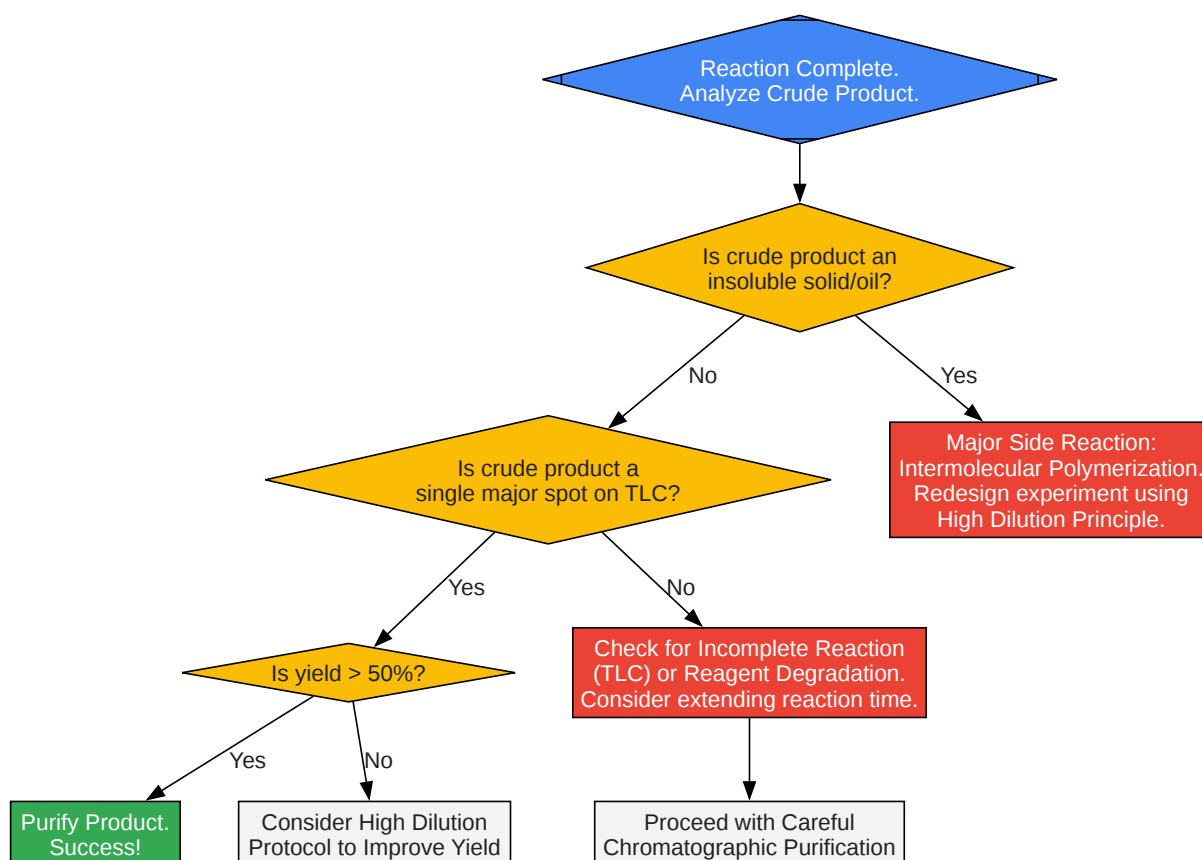 Reaction Complete.
Analyze Crude Product.
Is crude product an
insoluble solid/oil?
No
Yes
Is crude product a
single major spot on TLC?
Major Side Reaction:
Intermolecular Polymerization.
Redesign experiment using
High Dilution Principle.
Yes
No
Is yield > 50%?
Check for Incomplete Reaction
(TLC) or Reagent Degradation.
Consider extending reaction time.
Yes
No
Purify Product.
Success!
Consider High Dilution
Protocol to Improve Yield
Proceed with Careful
Chromatographic Purification